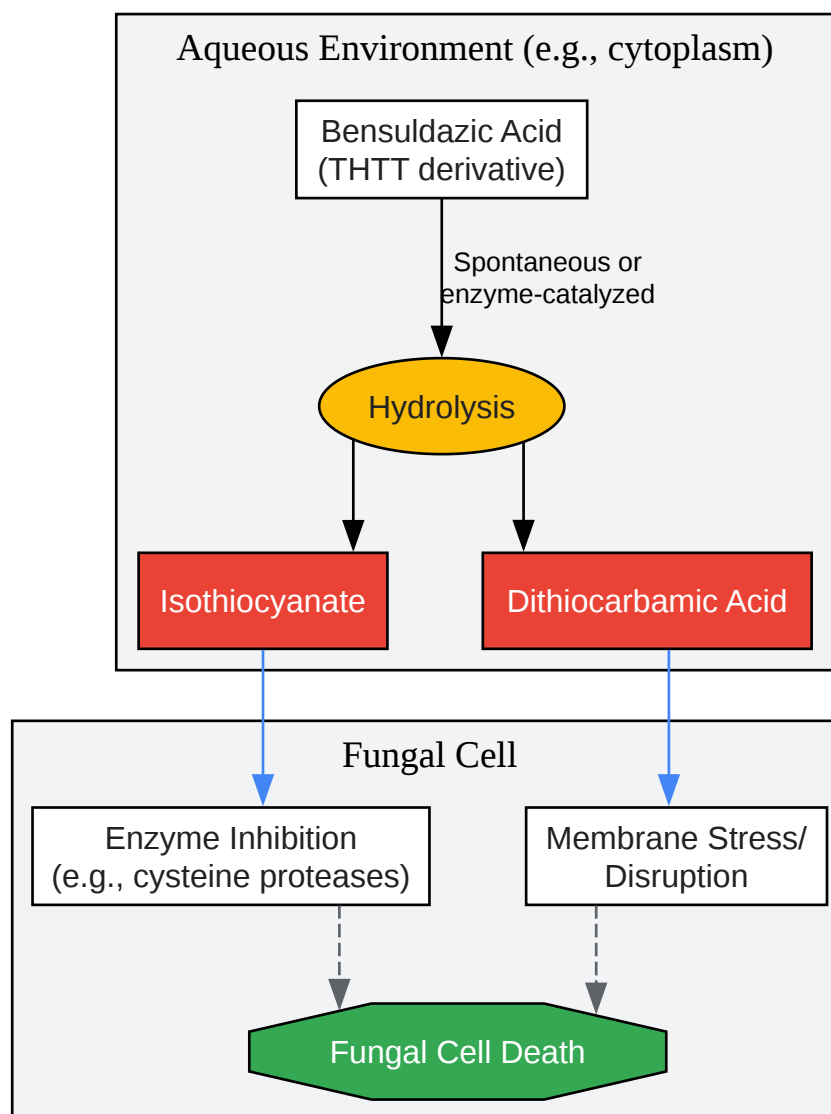 Aqueous Environment (e.g., cytoplasm)
Bensuldazic Acid
(THTT derivative)
Spontaneous or
enzyme-catalyzed
Hydrolysis
Isothiocyanate
Dithiocarbamic Acid
Fungal Cell
Enzyme Inhibition
(e.g., cysteine proteases)
Membrane Stress/
Disruption
Fungal Cell Death